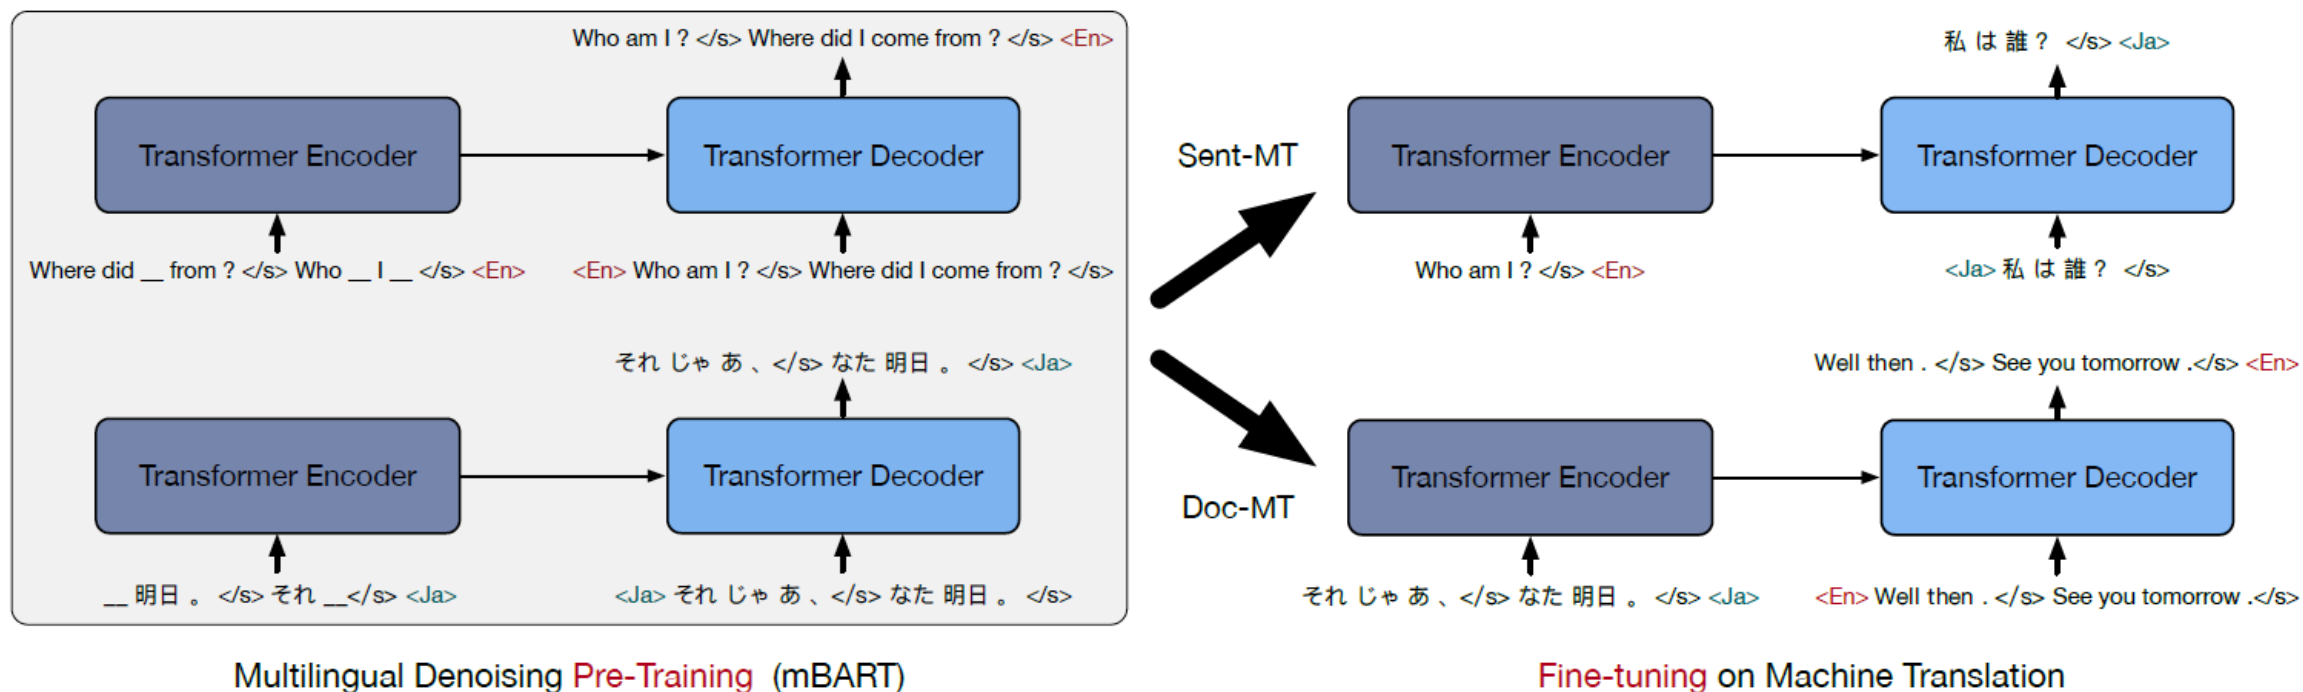 Who am I ? </s> Where did I come from ? </s> <En>
Transformer Encoder
Transformer Decoder
Where did __ from ? </s> Who __ I __ </s> <En>
<En> Who am I ? </s> Where did I come from ? </s>
それ じゃ あ 、</s> なた 明日 。 </s> <Ja>
Transformer Encoder
Transformer Decoder
__ 明日 。 </s> それ __</s> <Ja>
<Ja> それ じゃ あ 、</s> なた 明日 。 </s>
Multilingual Denoising Pre-Training (mBART)
Sent-MT
Doc-MT
私 は 誰 ? </s> <Ja>
Transformer Encoder
Transformer Decoder
Who am I ? </s> <En>
<Ja> 私 は 誰 ? </s>
Well then . </s> See you tomorrow .</s> <En>
Transformer Encoder
Transformer Decoder
それ じゃ あ 、</s> なた 明日 。 </s> <Ja>
<En> Well then . </s> See you tomorrow .</s>
Fine-tuning on Machine Translation